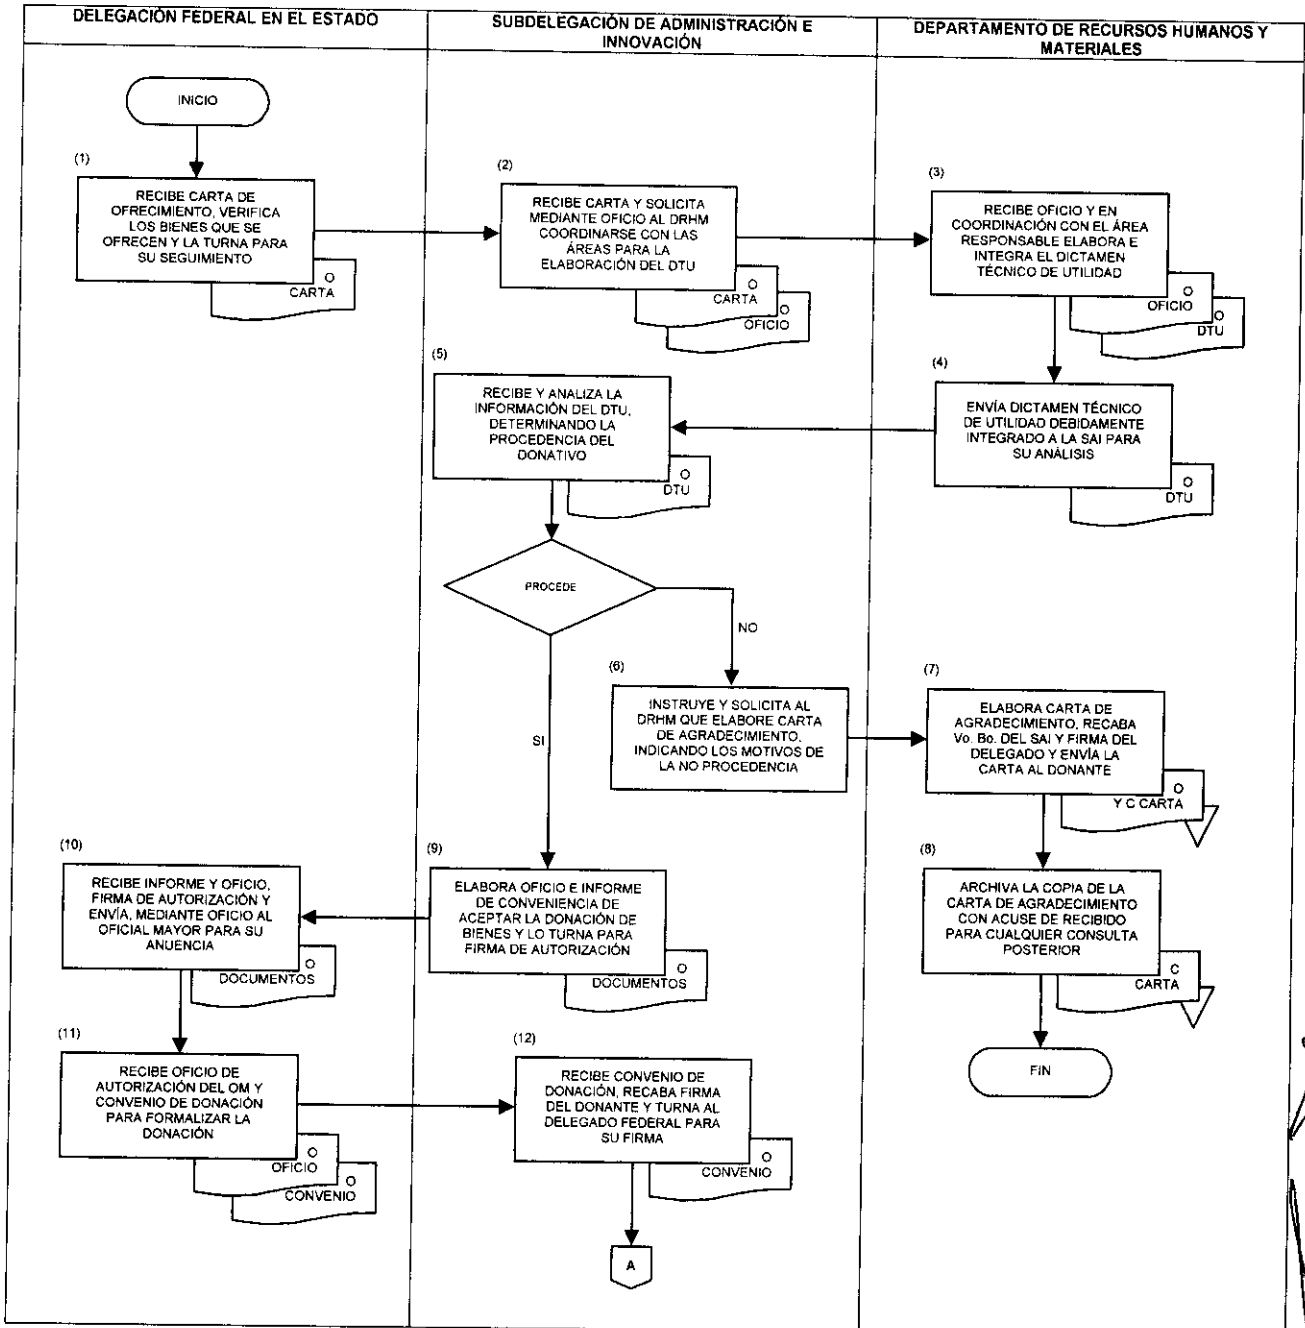 DELEGACIÓN FEDERAL EN EL ESTADO
SUBDELEGACIÓN DE ADMINISTRACIÓN E
INNOVACIÓN
DEPARTAMENTO DE RECURSOS HUMANOS Y
MATERIALES
INICIO
(1)
RECIBE CARTA DE
OFRECIMIENTO, VERIFICA
LOS BIENES QUE SE
OFRECEN Y LA TURNA PARA
SU SEGUIMIENTO
O
CARTA
(2)
RECIBE CARTA Y SOLICITA
MEDIANTE OFICIO AL DRHM
COORDINARSE CON LAS
ÁREAS PARA LA
ELABORACIÓN DEL DTU
O
CARTA
O
OFICIO
(3)
RECIBE OFICIO Y EN
COORDINACIÓN CON EL ÁREA
RESPONSABLE ELABORA E
INTEGRA EL DICTAMEN
TÉCNICO DE UTILIDAD
O
OFICIO
O
DTU
(4)
ENVÍA DICTAMEN TÉCNICO
DE UTILIDAD DEBIDAMENTE
INTEGRADO A LA SAI PARA
SU ANÁLISIS
O
DTU
(5)
RECIBE Y ANALIZA LA
INFORMACIÓN DEL DTU,
DETERMINANDO LA
PROCEDENCIA DEL
DONATIVO
O
DTU
PROCEDE
NO
SI
(6)
INSTRUYE Y SOLICITA AL
DRHM QUE ELABORE CARTA
DE AGRADECIMIENTO,
INDICANDO LOS MOTIVOS DE
LA NO PROCEDENCIA
(7)
ELABORA CARTA DE
AGRADECIMIENTO, RECABA
Vo. Bo. DEL SAI Y FIRMA DEL
DELEGADO Y ENVÍA LA
CARTA AL DONANTE
O
Y C CARTA
(8)
ARCHIVA LA COPIA DE LA
CARTA DE AGRADECIMIENTO
CON ACUSE DE RECIBIDO
PARA CUALQUIER CONSULTA
POSTERIOR
C
CARTA
FIN
(9)
ELABORA OFICIO E INFORME
DE CONVENIENCIA DE
ACEPTAR LA DONACIÓN DE
BIENES Y LO TURNA PARA
FIRMA DE AUTORIZACIÓN
O
DOCUMENTOS
(10)
RECIBE INFORME Y OFICIO,
FIRMA DE AUTORIZACIÓN Y
ENVÍA, MEDIANTE OFICIO AL
OFICIAL MAYOR PARA SU
ANUENCIA
O
DOCUMENTOS
(11)
RECIBE OFICIO DE
AUTORIZACIÓN DEL OM Y
CONVENIO DE DONACIÓN
PARA FORMALIZAR LA
DONACIÓN
O
OFICIO
O
CONVENIO
(12)
RECIBE CONVENIO DE
DONACIÓN, RECABA FIRMA
DEL DONANTE Y TURNA AL
DELEGADO FEDERAL PARA
SU FIRMA
O
CONVENIO
A